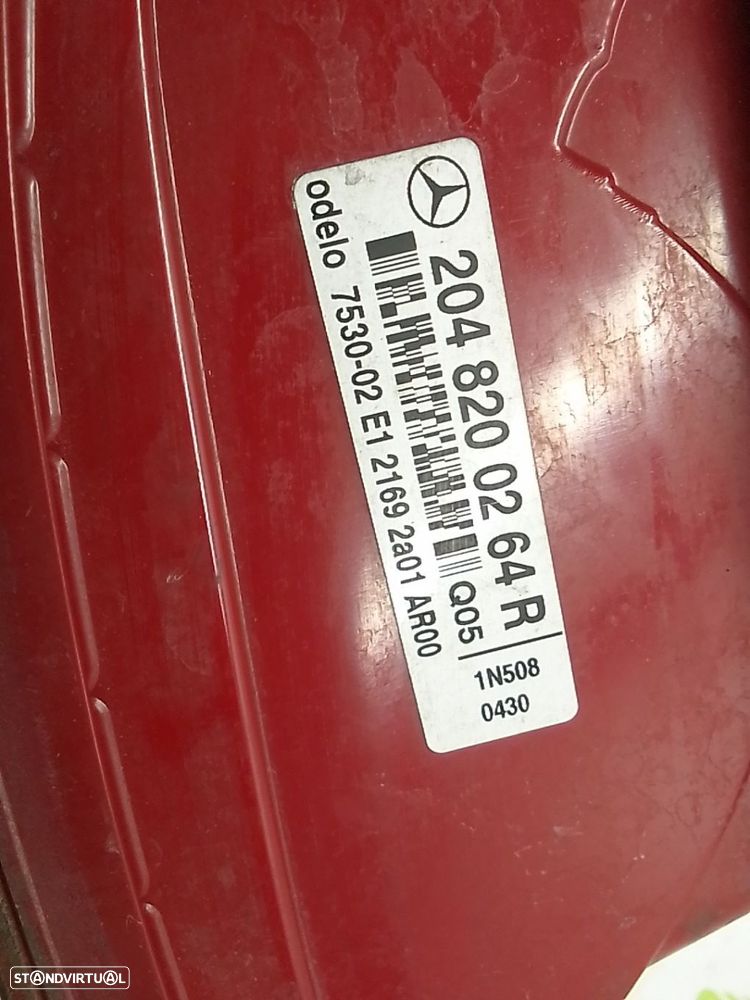 204 820 02 64 R
Q05
odelo 7530-02 E1 2169 2a01 AR00
1N508
0430
STANDVIRTUAL